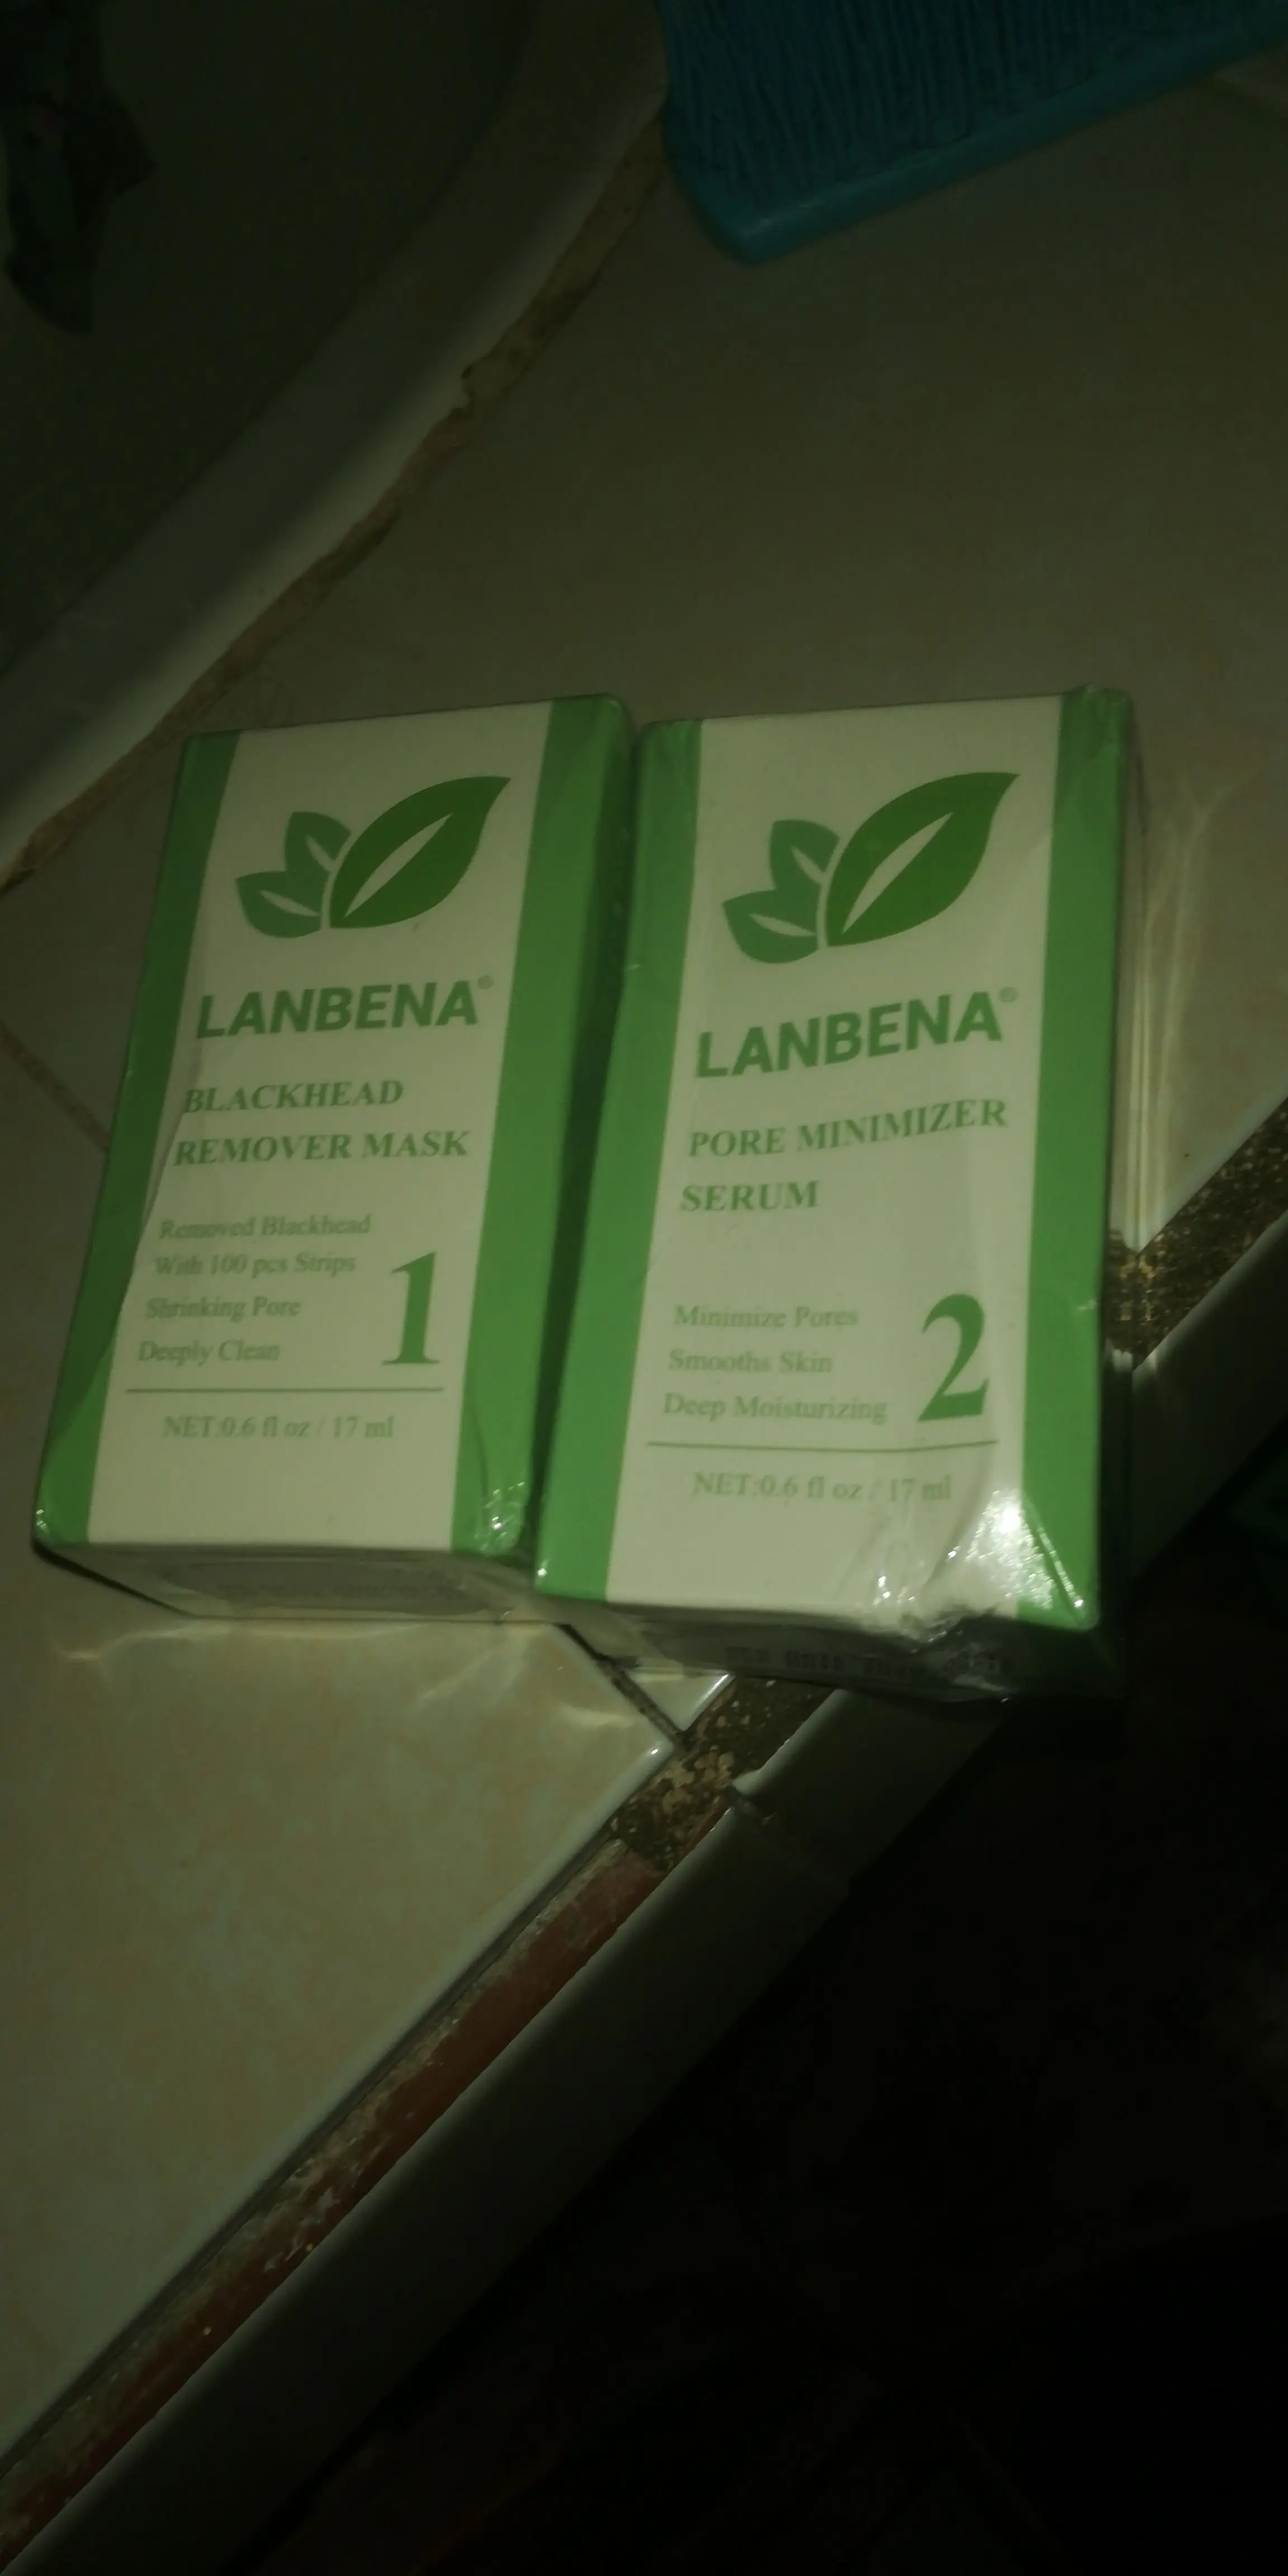 LANBENA®
BLACKHEAD
REMOVER MASK
Removed Blackhead
With 100 pcs Strips
Shrinking Pore
Deeply Clean
1
NET:0.6 fl oz / 17 ml
LANBENA®
PORE MINIMIZER
SERUM
Minimize Pores
Smooths Skin
Deep Moisturizing
2
NET:0.6 fl oz / 17 ml